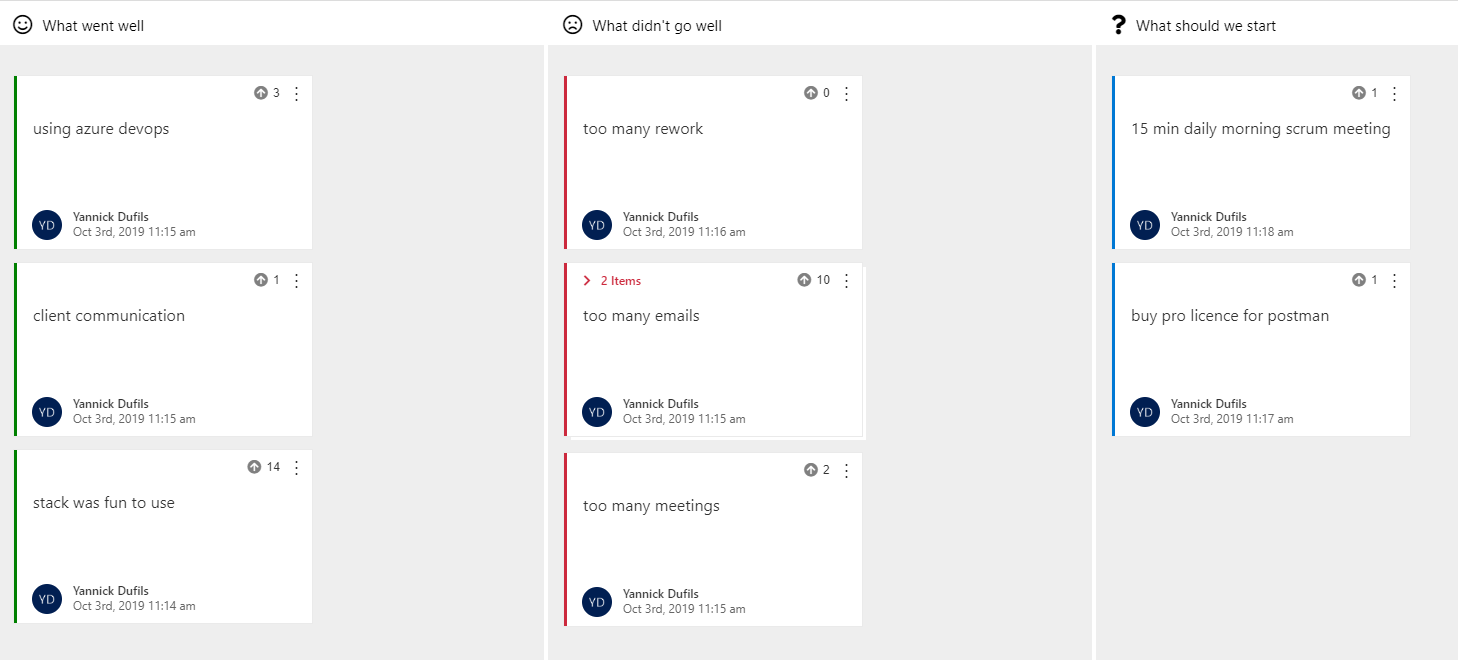 What went well
3
using azure devops
YD
Yannick Dufils
Oct 3rd, 2019 11:15 am
1
client communication
YD
Yannick Dufils
Oct 3rd, 2019 11:15 am
14
stack was fun to use
YD
Yannick Dufils
Oct 3rd, 2019 11:14 am
What didn't go well
0
too many rework
YD
Yannick Dufils
Oct 3rd, 2019 11:16 am
2 Items
10
too many emails
YD
Yannick Dufils
Oct 3rd, 2019 11:15 am
2
too many meetings
YD
Yannick Dufils
Oct 3rd, 2019 11:15 am
? What should we start
1
15 min daily morning scrum meeting
YD
Yannick Dufils
Oct 3rd, 2019 11:18 am
1
buy pro licence for postman
YD
Yannick Dufils
Oct 3rd, 2019 11:17 am